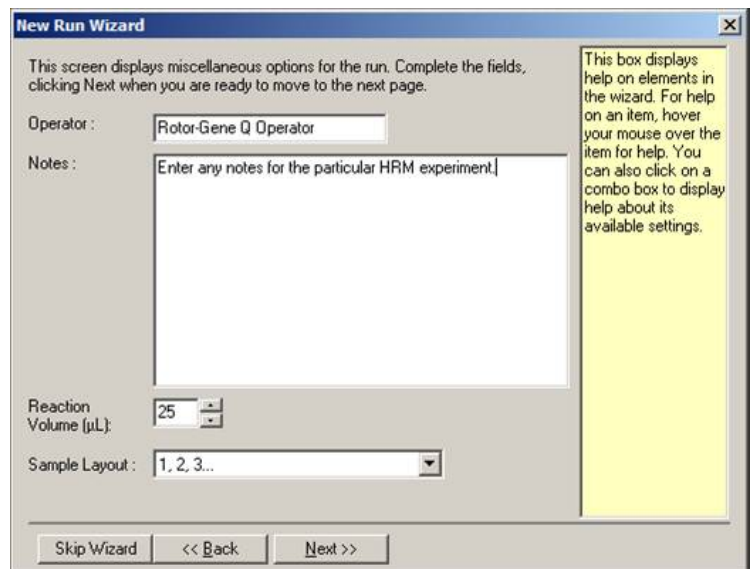 New Run Wizard
This screen displays miscellaneous options for the run. Complete the fields,
clicking Next when you are ready to move to the next page.
Operator :
Rotor-Gene Q Operator
Notes :
Enter any notes for the particular HRM experiment.
Reaction
Volume (µL):
25
Sample Layout :
1, 2, 3...
This box displays
help on elements in
the wizard. For help
on an item, hover
your mouse over the
item for help. You
can also click on a
combo box to display
help about its
available settings.
Skip Wizard
<< Back
Next >>